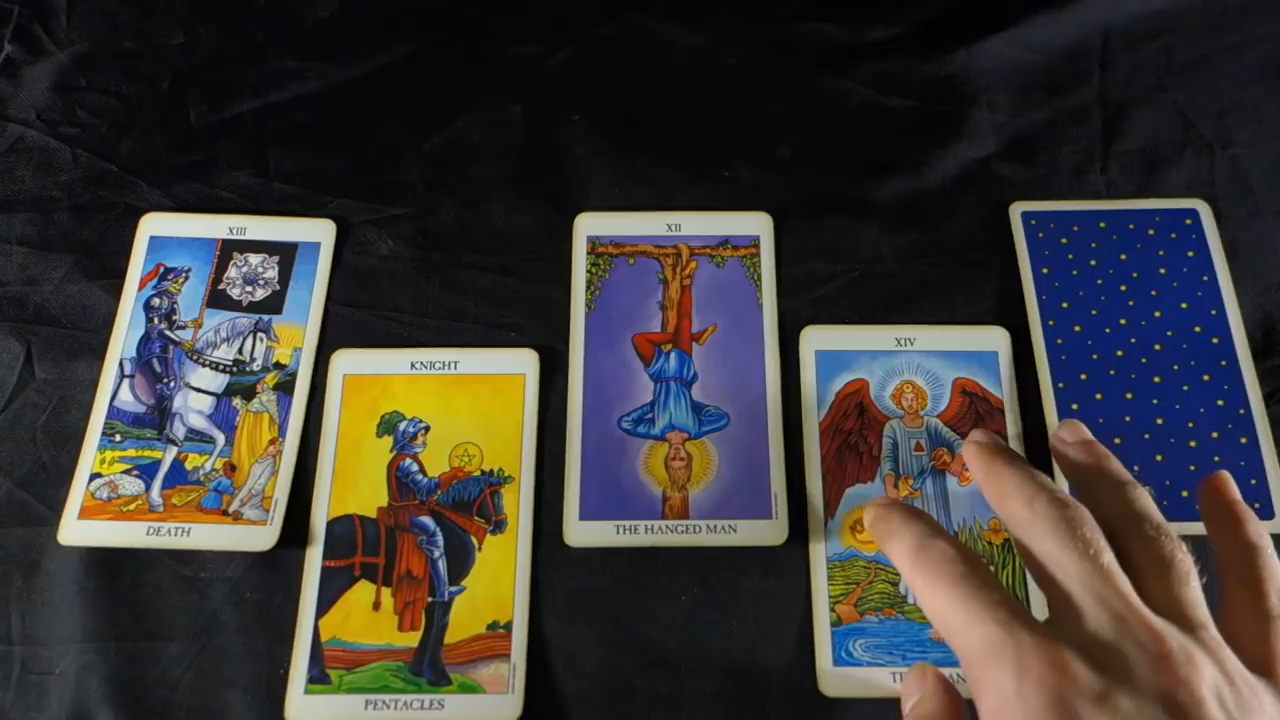 XIII
DEATH
KNIGHT
PENTACLES
XII
THE HANGED MAN
XIV